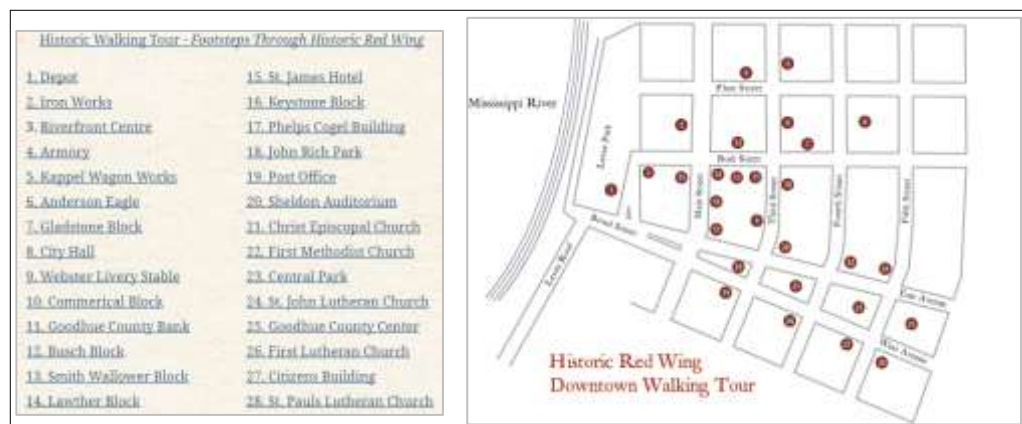 Historic Walking Tour - Footsteps Through Historic Red Wing
1. Depot
2. Iron Works
3. Riverfront Centre
4. Armory
5. Kappel Wagon Works
6. Anderson Eagle
7. Gladstone Block
8. City Hall
9. Webster Livery Stable
10. Commerical Block
11. Goodhue County Bank
12. Busch Block
13. Smith Wallower Block
14. Lawther Block
15. St. James Hotel
16. Keystone Block
17. Phelps Cogel Building
18. John Rich Park
19. Post Office
20. Sheldon Auditorium
21. Christ Episcopal Church
22. First Methodist Church
23. Central Park
24. St. John Lutheran Church
25. Goodhue County Center
26. First Lutheran Church
27. Citizens Building
28. St. Pauls Lutheran Church
Mississippi River
Plum Street
Levee Park
Bush Street
Main Street
Third Street
Fourth Street
Fifth Street
Broad Street
Levee Road
East Avenue
West Avenue
Historic Red Wing
Downtown Walking Tour